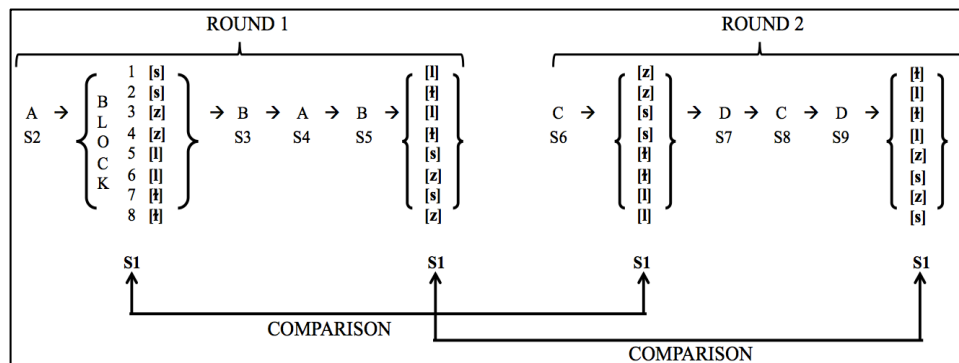 ROUND 1 ROUND 2
1 [s] [l] [z] [ɫ]
2 [s] [ɫ] [z] [l]
A → B 3 [z] → B → A → B → [l] C → [s] → D → C → D → [ɫ]
S2 L 4 [z] S3 S4 S5 [ɫ] S6 [s] S7 S8 S9 [l]
O 5 [l] [s] [ɫ] [z]
C 6 [l] [z] [ɫ] [s]
K 7 [ɫ] [s] [l] [z]
8 [ɫ] [z] [l] [s]
S1 S1 S1 S1
COMPARISON
COMPARISON